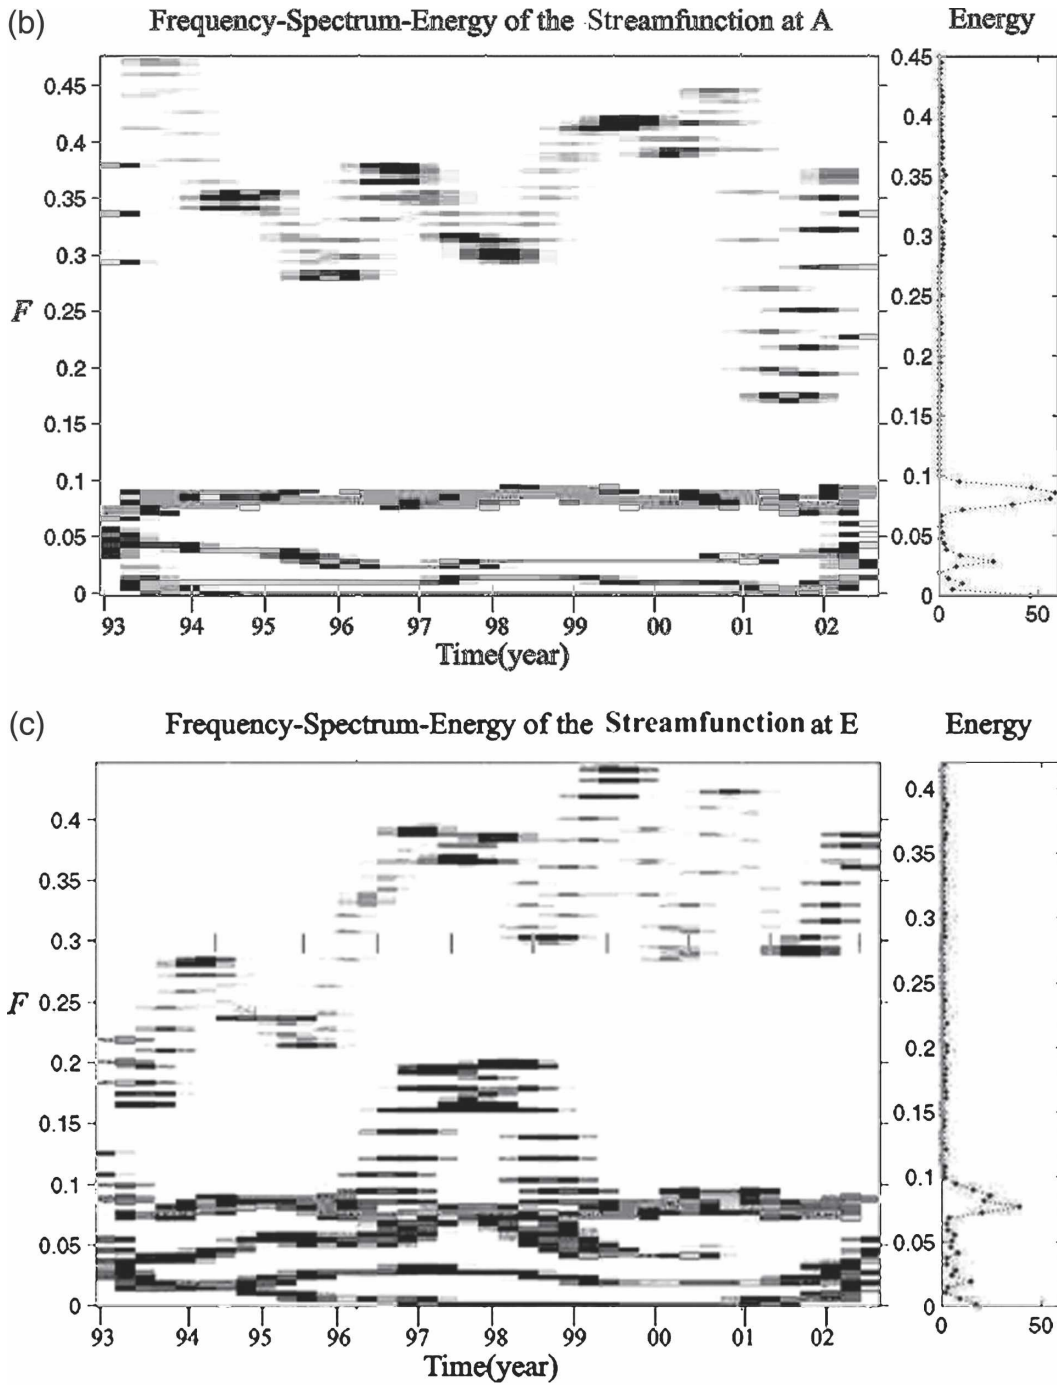 (b) Frequency-Spectrum-Energy of the Streamfunction at A Energy
0.45 0.45
0.4 0.4
0.35 0.35
0.3 0.3
F 0.25 0.25
0.2 0.2
0.15 0.15
0.1 0.1
0.05 0.05
0 0
93 94 95 96 97 98 99 00 01 02 0 50
Time(year)
(c) Frequency-Spectrum-Energy of the Streamfunction at E Energy
0.4 0.4
0.35 0.35
0.3 0.3
F 0.25 0.25
0.2 0.2
0.15 0.15
0.1 0.1
0.05 0.05
0 0
93 94 95 96 97 98 99 00 01 02 0 50
Time(year)